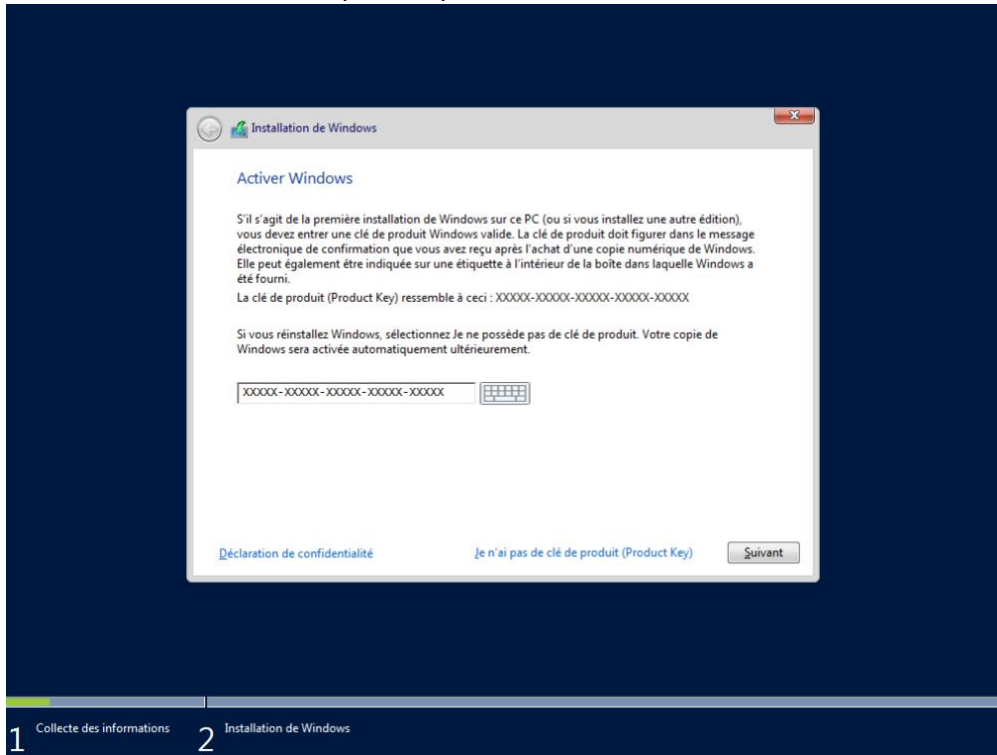 Installation de Windows
Activer Windows
S'il s'agit de la première installation de Windows sur ce PC (ou si vous installez une autre édition),
vous devez entrer une clé de produit Windows valide. La clé de produit doit figurer dans le message
électronique de confirmation que vous avez reçu après l'achat d'une copie numérique de Windows.
Elle peut également être indiquée sur une étiquette à l'intérieur de la boîte dans laquelle Windows a
été fourni.
La clé de produit (Product Key) ressemble à ceci : XXXXX-XXXXX-XXXXX-XXXXX-XXXXX
Si vous réinstallez Windows, sélectionnez Je ne possède pas de clé de produit. Votre copie de
Windows sera activée automatiquement ultérieurement.
XXXXX-XXXXX-XXXXX-XXXXX-XXXXX
Déclaration de confidentialité Je n'ai pas de clé de produit (Product Key) Suivant
1 Collecte des informations 2 Installation de Windows